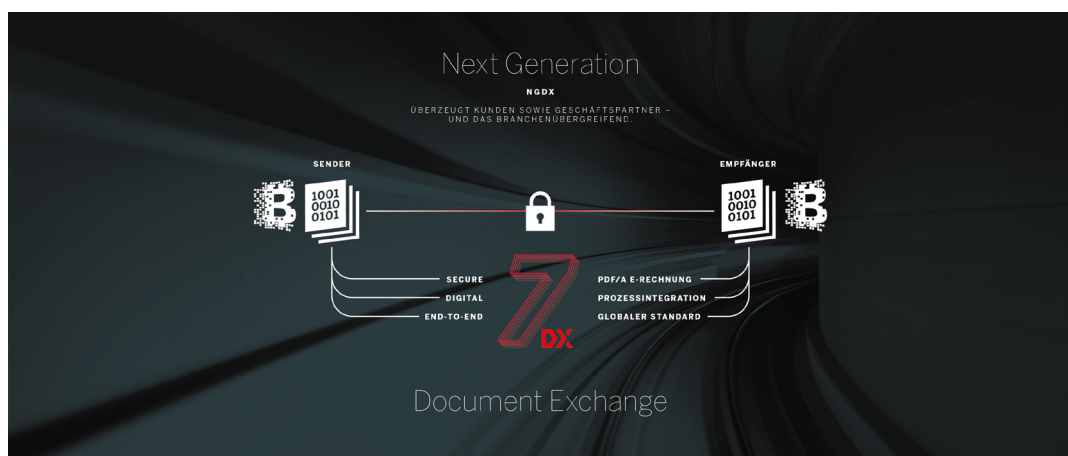 Next Generation
NGDX
ÜBERZEUGT KUNDEN SOWIE GESCHÄFTSPARTNER –
UND DAS BRANCHENÜBERGREIFEND.
SENDER
EMPFÄNGER
B
1001
0010
0101
1001
0010
0101
B
SECURE
DIGITAL
END-TO-END
7
DX
PDF/A E-RECHNUNG
PROZESSINTEGRATION
GLOBALER STANDARD
Document Exchange